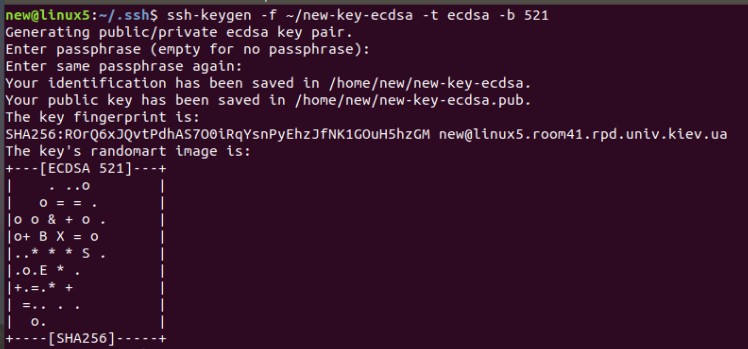 new@linux5:~/.ssh$ ssh-keygen -f ~/new-key-ecdsa -t ecdsa -b 521
Generating public/private ecdsa key pair.
Enter passphrase (empty for no passphrase):
Enter same passphrase again:
Your identification has been saved in /home/new/new-key-ecdsa.
Your public key has been saved in /home/new/new-key-ecdsa.pub.
The key fingerprint is:
SHA256:ROrQ6xJQvtPdhAS7O0iRqYsnPyEhzJfNK1GOuH5hzGM new@linux5.room41.rpd.univ.kiev.ua
The key's randomart image is:
+---[ECDSA 521]---+
|    . ..o        |
|   o = = .       |
|o o & + o .      |
|o+ B X = o       |
|..* * * S .      |
|.o.E * .         |
|+.=.* +          |
| =.. . .         |
|  o.             |
+----[SHA256]-----+